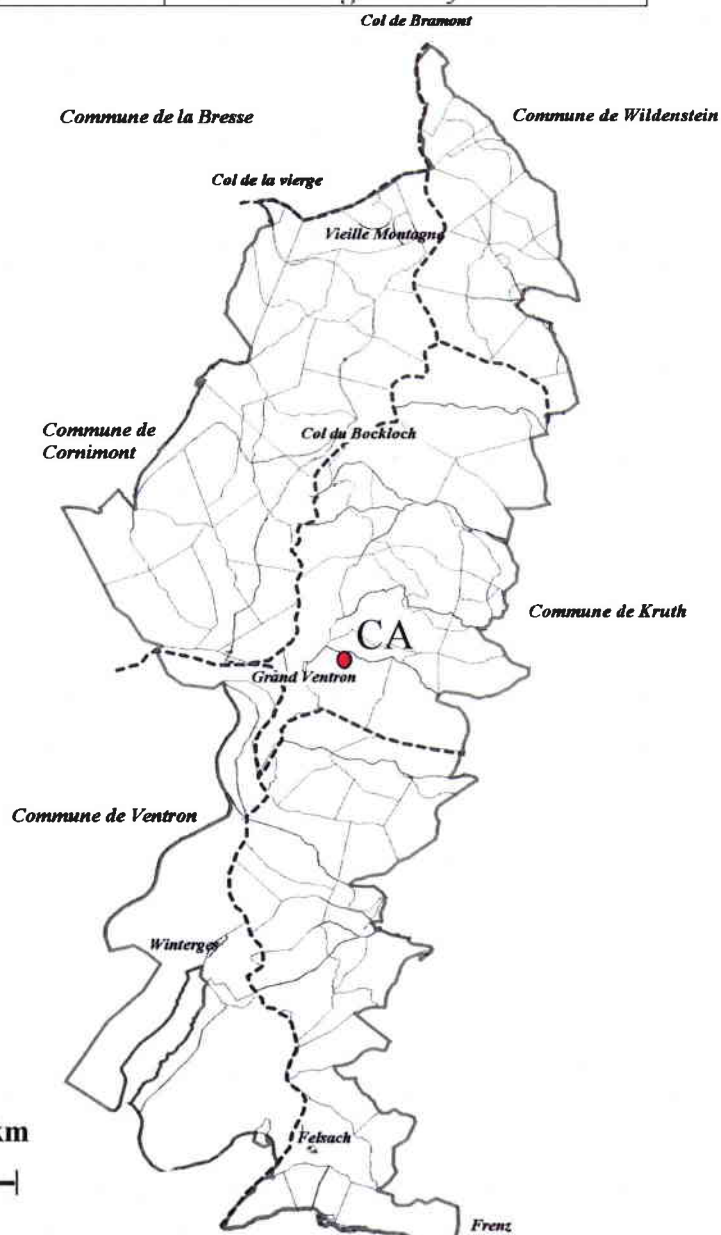 Col de Bramont
Commune de la Bresse
Commune de Wildenstein
Col de la vierge
Vieille Montagne
Commune de
Cornimont
Col du Bockloch
Commune de Kruth
CA
Grand Ventron
Commune de Ventron
Winterges
km
Felsach
Frenz